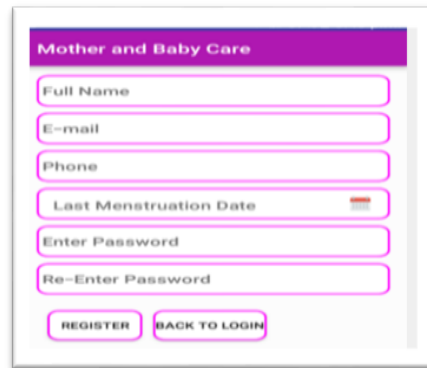 Mother and Baby Care
Full Name
E-mail
Phone
Last Menstruation Date
Enter Password
Re-Enter Password
REGISTER BACK TO LOGIN